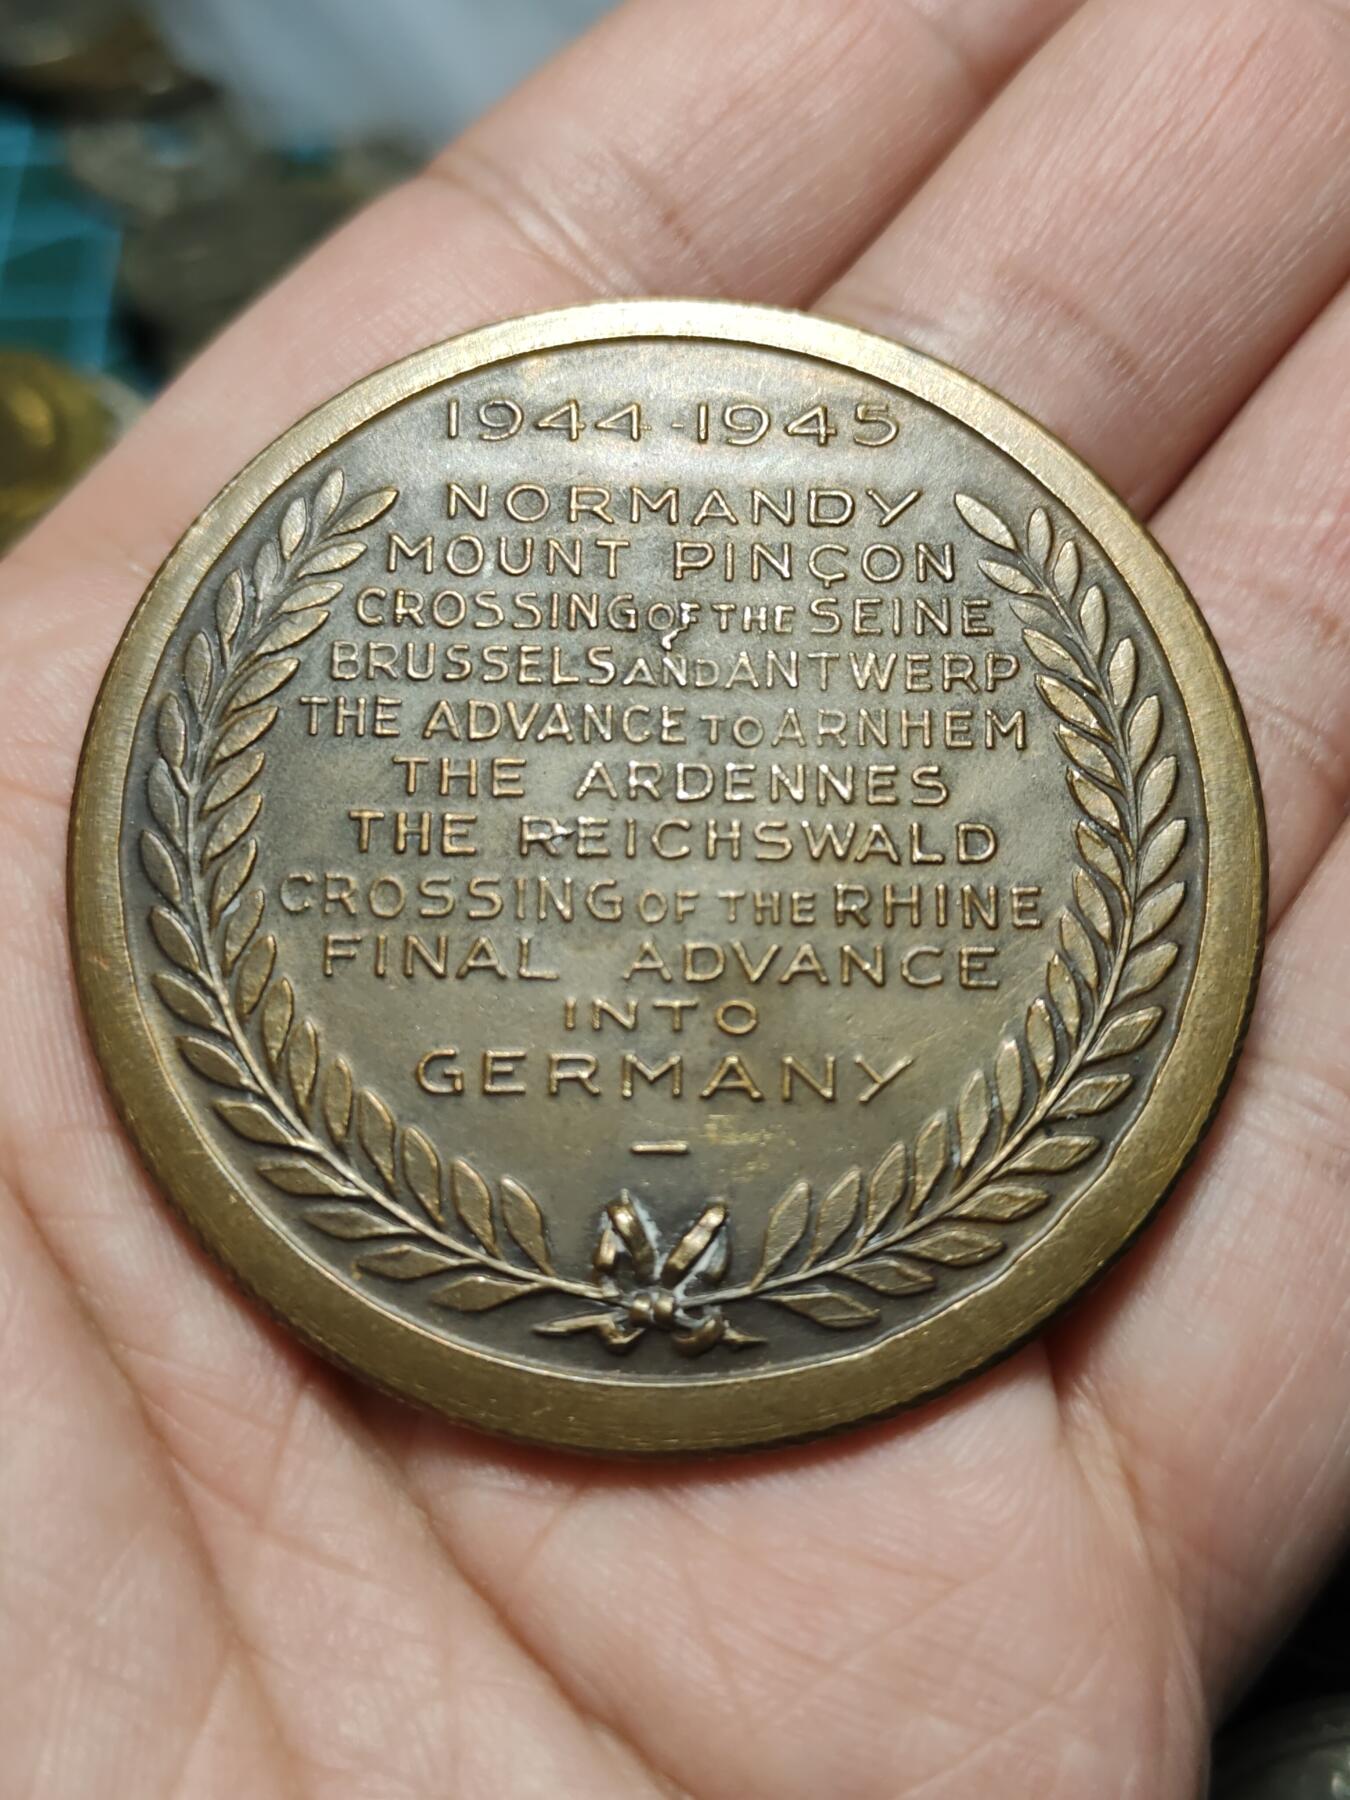 1944-1945
NORMANDY
MOUNT PINÇON
CROSSING OF THE SEINE
BRUSSELS AND ANTWERP
THE ADVANCE TO ARNHEM
THE ARDENNES
THE REICHSWALD
CROSSING OF THE RHINE
FINAL ADVANCE
INTO
GERMANY